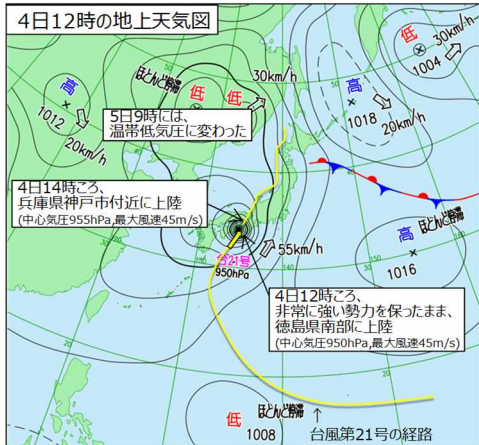 4日12時の地上天気図
低
30km/h
1004
高
ほとんど停滞
1012
20km/h
低
低
30km/h
高
1018
20km/h
5日9時には、
温帯低気圧に変わった
4日14時ころ、
兵庫県神戸市付近に上陸
(中心気圧955hPa,最大風速45m/s)
55km/h
台21号
950hPa
高
ほとんど停滞
1016
4日12時ころ、
非常に強い勢力を保ったまま、
徳島県南部に上陸
(中心気圧950hPa,最大風速45m/s)
140
30
20
低
ほとんど停滞
1008
↑
台風第21号の経路